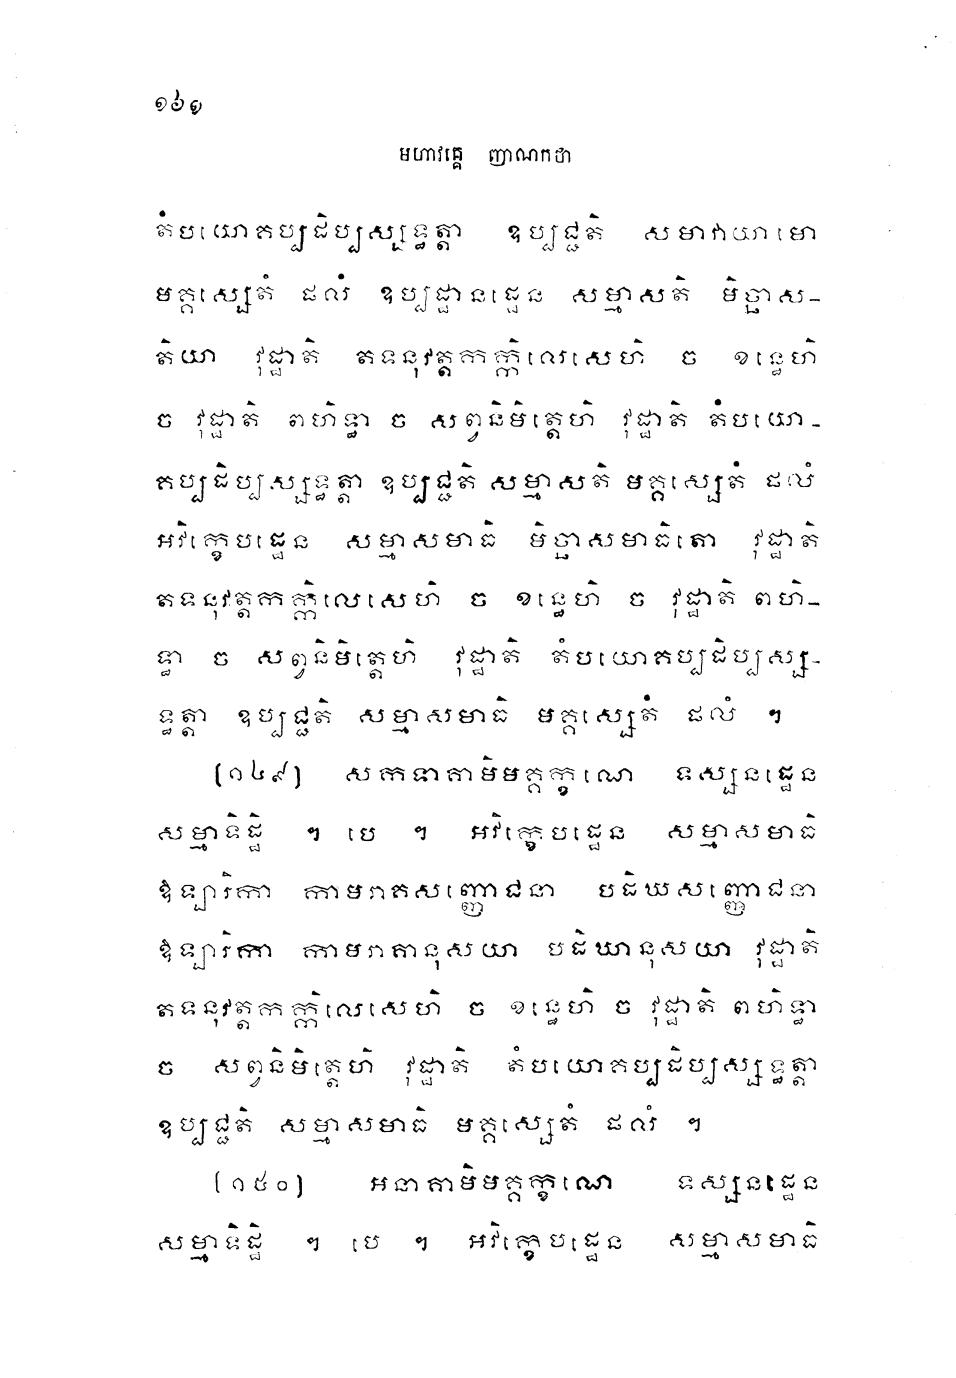 ១៦១
មហាវគ្គេ ញាណកថា
តំបយោគប្បដិប្បស្សទ្ធត្តា ឧប្បជ្ជតិ សមាវាយាមោ
មគ្គស្សេតំ ផលំ ឧប្បដ្ឋានដ្ឋេន សម្មាសតិ មិច្ឆាស-
តិយា វុដ្ឋាតិ តទនុវត្តកកិលេសេហិ ច ខន្ធេហិ
ច វុដ្ឋាតិ ពហិទ្ធា ច សព្វនិមិត្តេហិ វុដ្ឋាតិ តំបយោ-
គប្បដិប្បស្សទ្ធត្តា ឧប្បជ្ជតិ សម្មាសតិ មគ្គស្សេតំ ផលំ
អវិក្ខេបដ្ឋេន សម្មាសមាធិ មិច្ឆាសមាធិតោ វុដ្ឋាតិ
តទនុវត្តកក្កិលេសេហិ ច ខន្ធេហិ ច វុដ្ឋាតិ ពហិ-
ទ្ធា ច សព្វនិមិត្តេហិ វុដ្ឋាតិ តំបយោគប្បដិប្បស្ស-
ទ្ធត្តា ឧប្បជ្ជតិ សម្មាសមាធិ មគ្គស្សេតំ ផលំ ។
(១៤៩) សកទាគាមិមគ្គក្ខណេ ទស្សនដ្ឋេន
សម្មាទិដ្ឋិ ។ បេ ។ អវិក្ខេបដ្ឋេន សម្មាសមាធិ
ឱឡារិកា កាមរាគសញ្ញោជនា បដិឃសញ្ញោជនា
ឱឡារិកា កាមរាគានុសយា បដិឃានុសយា វុដ្ឋាតិ
តទនុវត្តកក្កិលេសេហិ ច ខន្ធេហិ ច វុដ្ឋាតិ ពហិទ្ធា
ច សព្វនិមិត្តេហិ វុដ្ឋាតិ តំបយោគប្បដិប្បស្សទ្ធត្តា
ឧប្បជ្ជតិ សម្មាសមាធិ មគ្គស្សេតំ ផលំ ។
(១៥០) អនាគាមិមគ្គក្ខណេ ទស្សនដ្ឋេន
សម្មាទិដ្ឋិ ។ បេ ។ អវិក្ខេបដ្ឋេន សម្មាសមាធិ